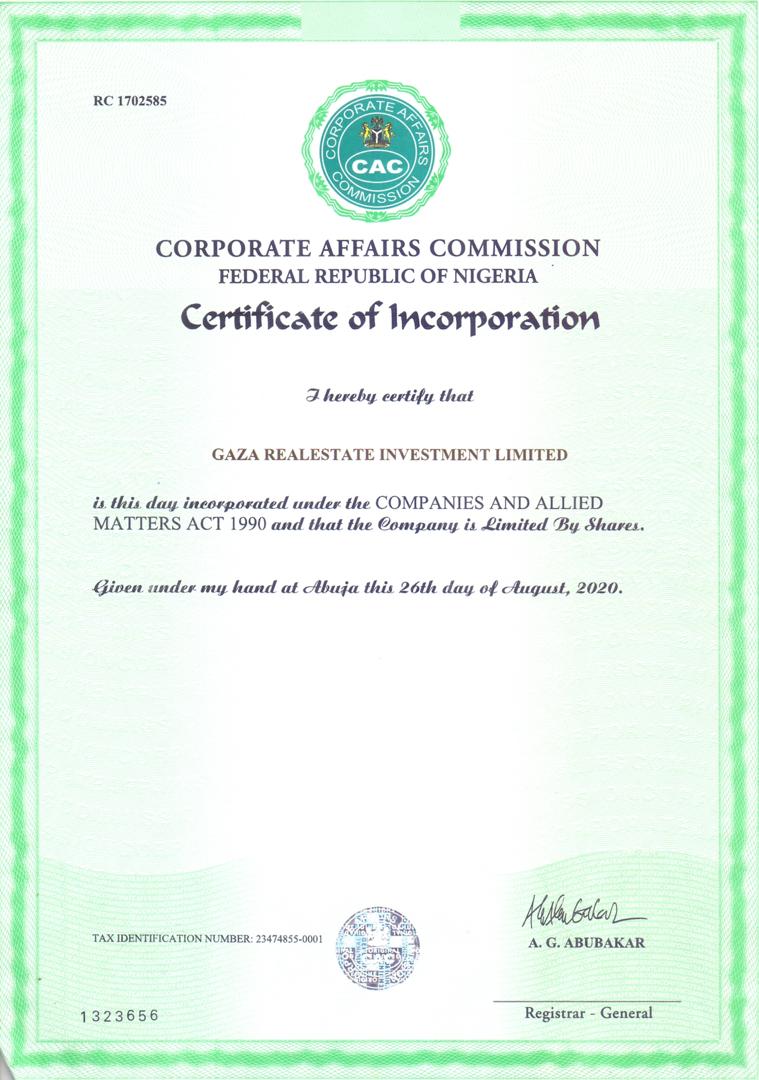 RC 1702585
CORPORATE AFFAIRS
CAC
COMMISSION
CORPORATE AFFAIRS COMMISSION
FEDERAL REPUBLIC OF NIGERIA
Certificate of Incorporation
I hereby certify that
GAZA REALESTATE INVESTMENT LIMITED
is this day incorporated under the COMPANIES AND ALLIED
MATTERS ACT 1990 and that the Company is Limited By Shares.
Given under my hand at Abuja this 26th day of August, 2020.
TAX IDENTIFICATION NUMBER: 23474855-0001
A. G. ABUBAKAR
1323656
Registrar - General